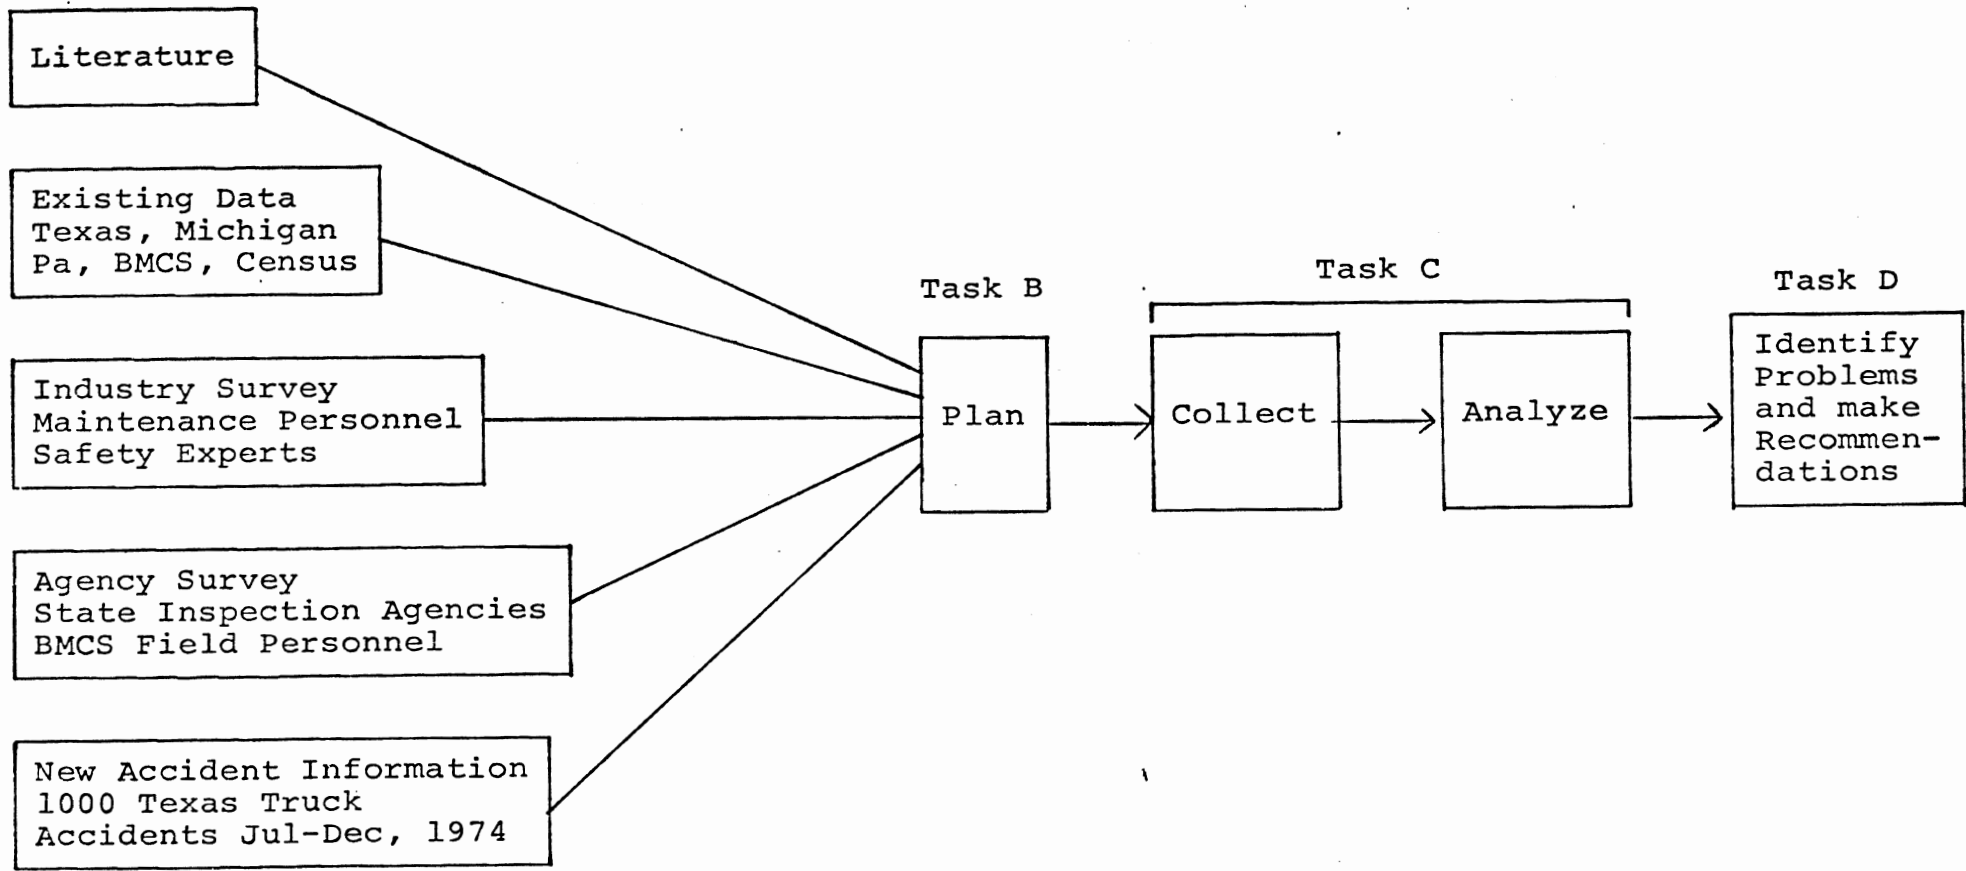 Literature
Existing Data
Texas, Michigan
Pa, BMCS, Census
Industry Survey
Maintenance Personnel
Safety Experts
Agency Survey
State Inspection Agencies
BMCS Field Personnel
New Accident Information
1000 Texas Truck
Accidents Jul-Dec, 1974
Task B
Plan
Task C
Collect
Analyze
Task D
Identify
Problems
and make
Recommen-
dations